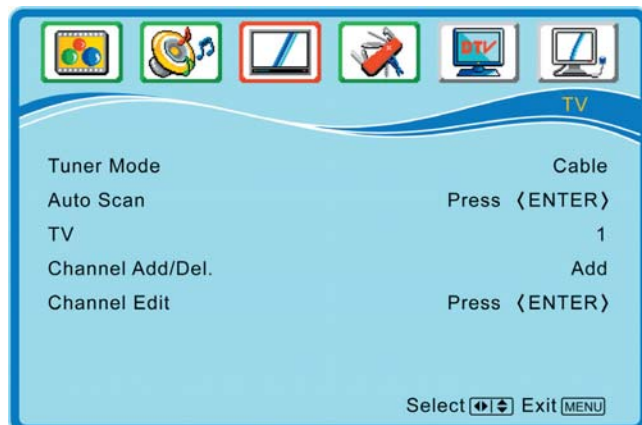 DTV
TV
Tuner Mode Cable
Auto Scan Press 〈ENTER〉
TV 1
Channel Add/Del. Add
Channel Edit Press 〈ENTER〉
Select Exit MENU